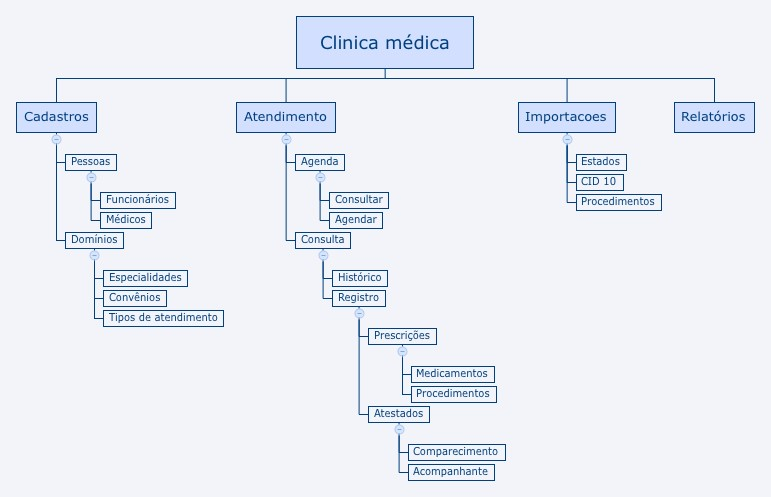 Clinica médica
Cadastros
Pessoas
Funcionários
Médicos
Domínios
Especialidades
Convênios
Tipos de atendimento
Atendimento
Agenda
Consultar
Agendar
Consulta
Histórico
Registro
Prescrições
Medicamentos
Procedimentos
Atestados
Comparecimento
Acompanhante
Importacoes
Estados
CID 10
Procedimentos
Relatórios